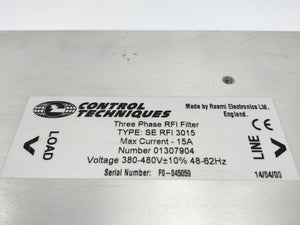 CONTROL
TECHNIQUES
Made by Rasmi Electronics Ltd.
England.
Three Phase RFI Filter
TYPE: SE RFI 3015
Max Current - 15A
Number 01307904
Voltage 380-480V±10% 48-62Hz
Serial Number: F0-045059
14/04/00
LOAD
LINE